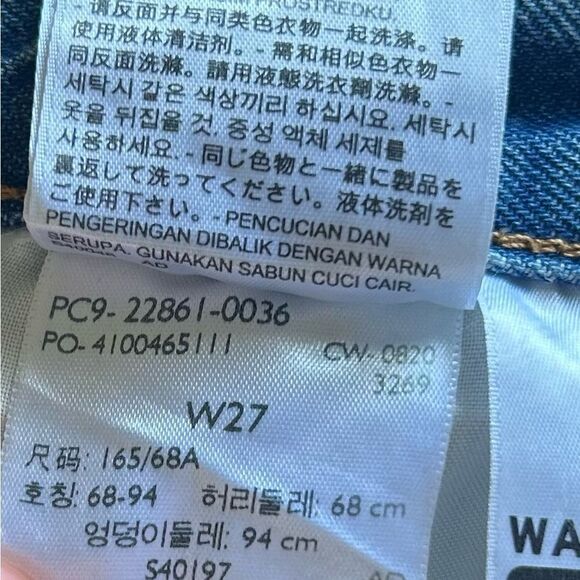 PROSTREDKU.
- 请反面并与同类色衣物一起洗涤。请
使用液体清洁剂。- 需和相似色衣物一
同反面洗滌。請用液態洗衣劑洗滌。-
세탁시 같은 색상끼리 하십시요. 세탁시
옷을 뒤집을 것. 중성 액체 세제를
사용하세요. - 同じ色物と一緒に製品を
裏返して洗ってください。液体洗剤を
ご使用下さい。- PENCUCIAN DAN
PENGERINGAN DIBALIK DENGAN WARNA
SERUPA. GUNAKAN SABUN CUCI CAIR.
PC9- 22861-0036
PO- 4100465111
CW- 0820
3269
W27
尺码: 165/68A
호칭: 68-94 허리둘레: 68 cm
엉덩이둘레: 94 cm
S40197
WA